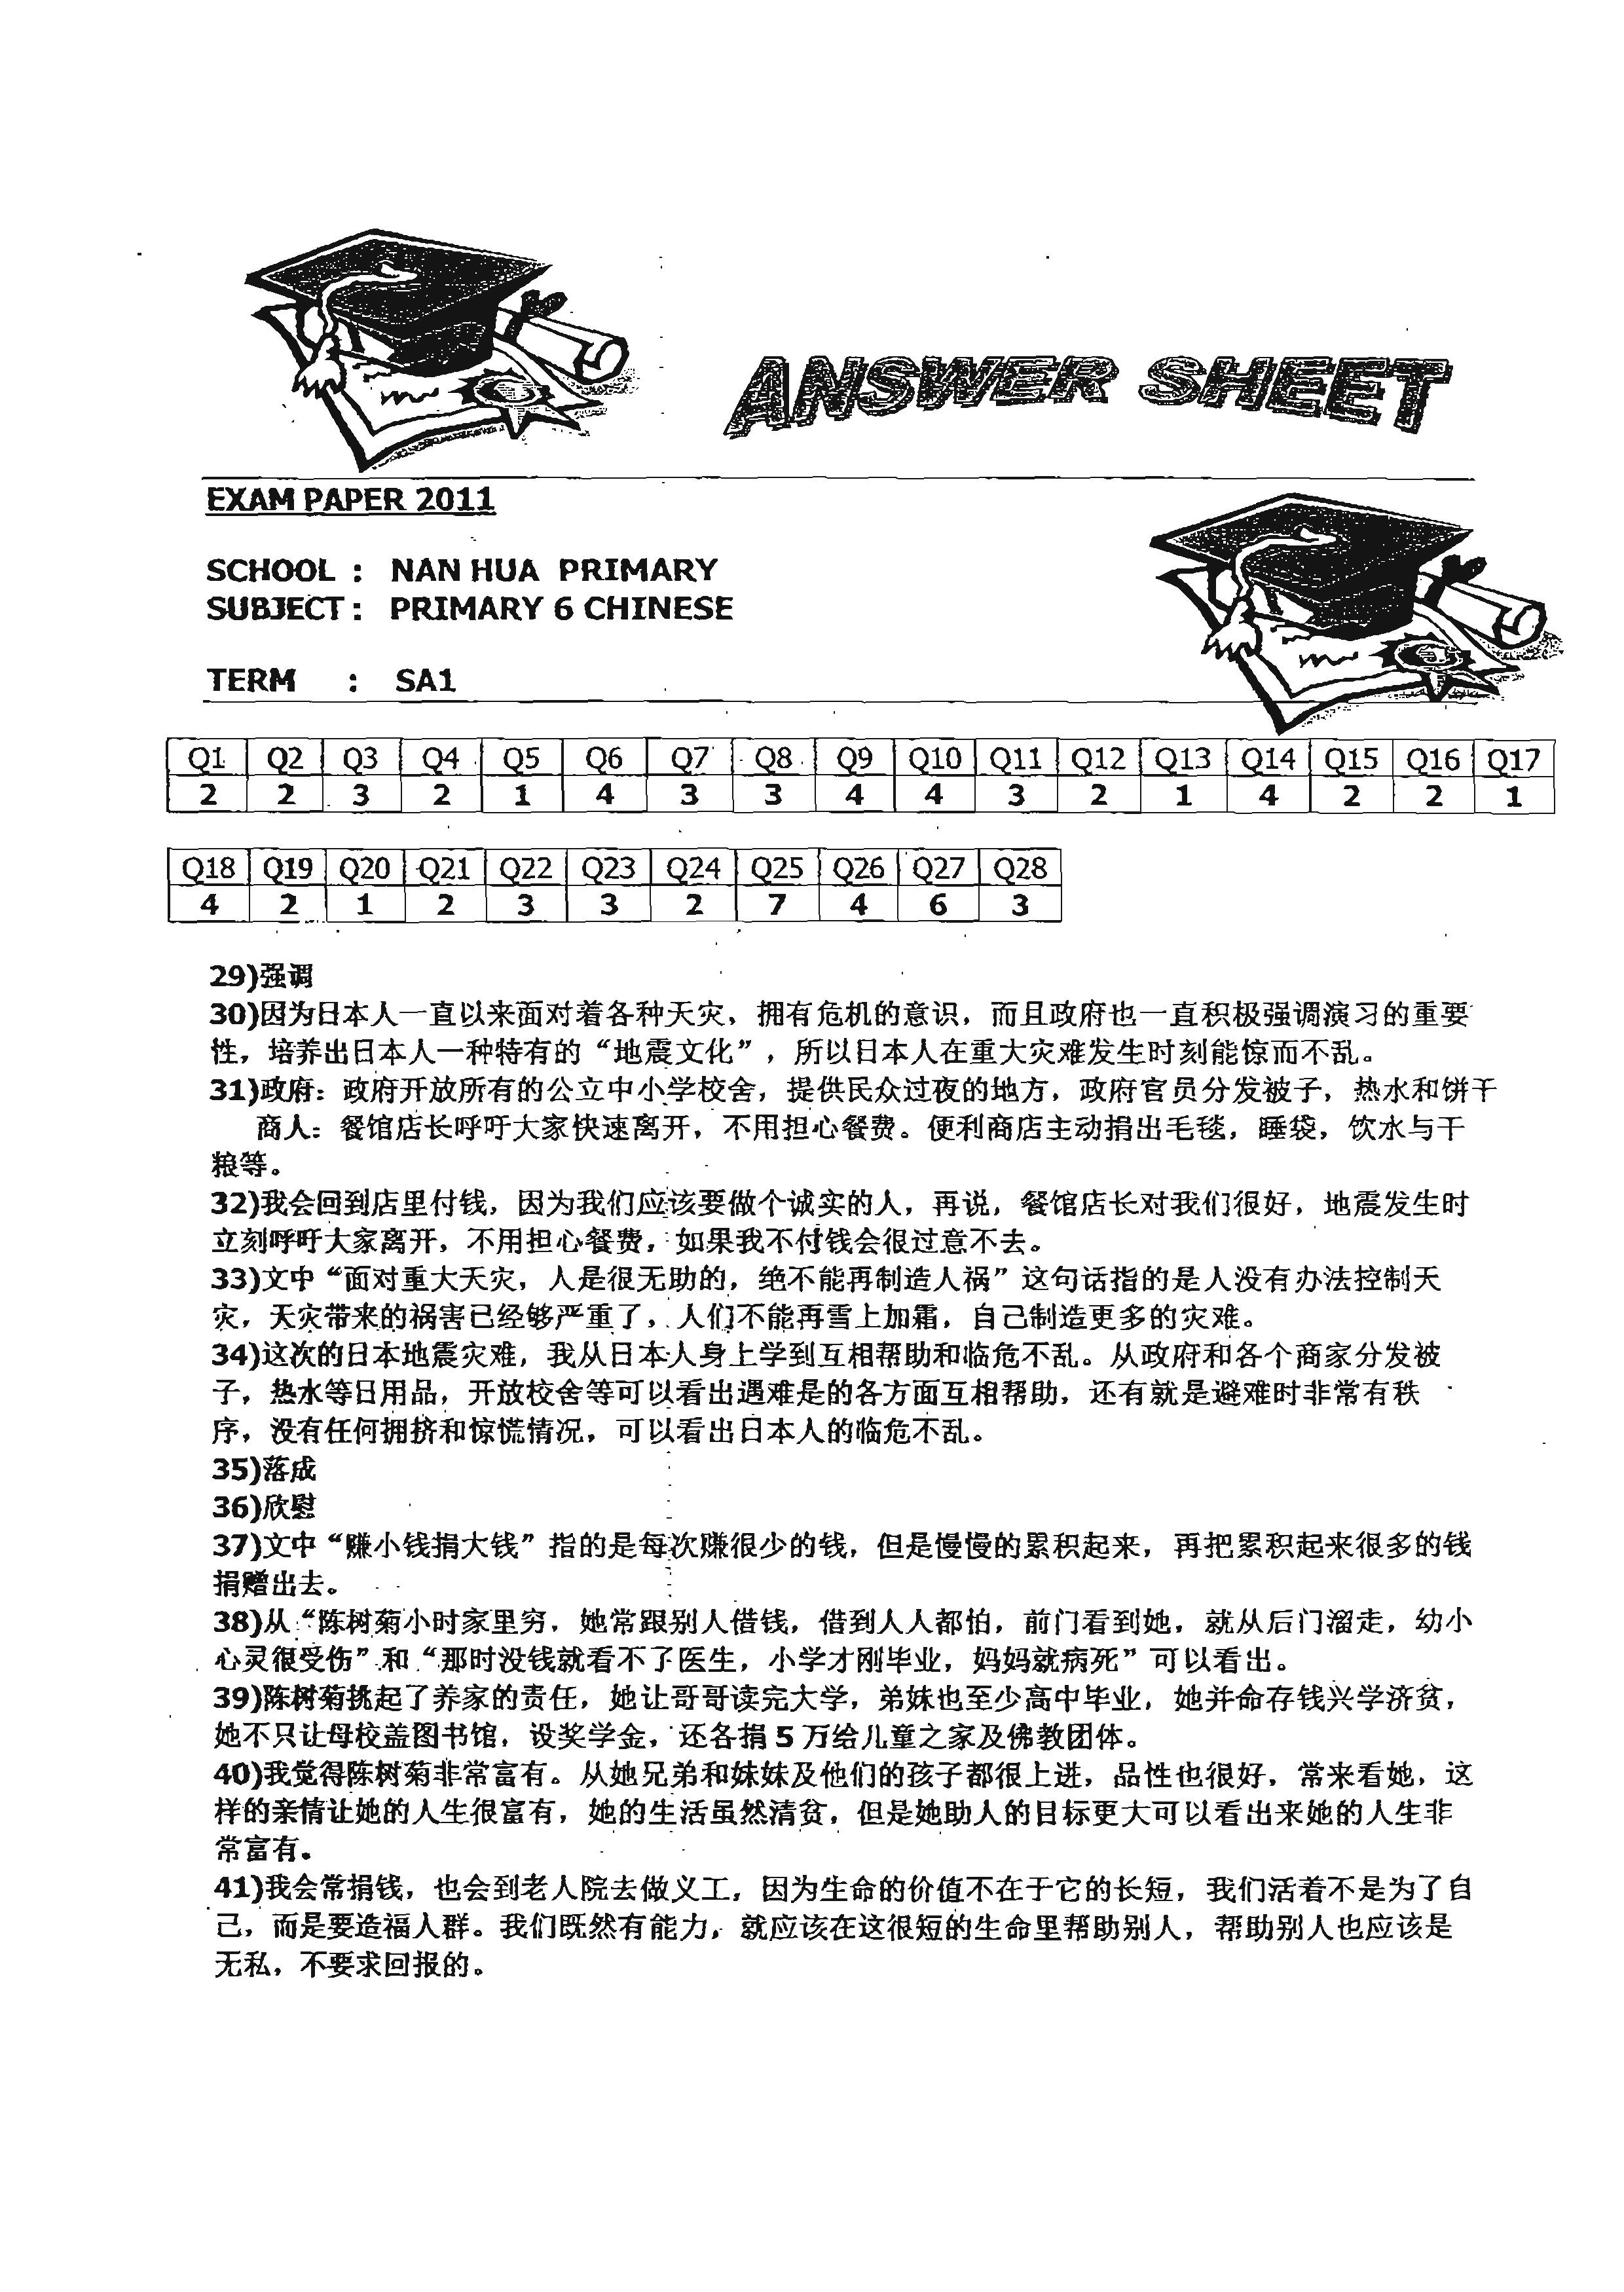 ANSWER SHEET
EXAM PAPER 2011
SCHOOL : NAN HUA PRIMARY
SUBJECT : PRIMARY 6 CHINESE
TERM : SA1
Q1 Q2 Q3 Q4 Q5 Q6 Q7 Q8 Q9 Q10 Q11 Q12 Q13 Q14 Q15 Q16 Q17
2 2 3 2 1 4 3 3 4 4 3 2 1 4 2 2 1
Q18 Q19 Q20 Q21 Q22 Q23 Q24 Q25 Q26 Q27 Q28
4 2 1 2 3 3 2 7 4 6 3
29)强调
30)因为日本人一直以来面对着各种天灾，拥有危机的意识，而且政府也一直积极强调演习的重要
性，培养出日本人一种特有的“地震文化”，所以日本人在重大灾难发生时刻能惊而不乱。
31)政府：政府开放所有的公立中小学校舍，提供民众过夜的地方，政府官员分发被子，热水和饼干
商人：餐馆店长呼吁大家快速离开，不用担心餐费。便利商店主动捐出毛毯，睡袋，饮水与干
粮等。
32)我会回到店里付钱，因为我们应该要做个诚实的人，再说，餐馆店长对我们很好，地震发生时
立刻呼吁大家离开，不用担心餐费，如果我不付钱会很过意不去。
33)文中“面对重大天灾，人是很无助的，绝不能再制造人祸”这句话指的是人没有办法控制天
灾，天灾带来的祸害已经够严重了，人们不能再雪上加霜，自己制造更多的灾难。
34)这次的日本地震灾难，我从日本人身上学到互相帮助和临危不乱。从政府和各个商家分发被
子，热水等日用品，开放校舍等可以看出遇难是的各方面互相帮助，还有就是避难时非常有秩
序，没有任何拥挤和惊慌情况，可以看出日本人的临危不乱。
35)落成
36)欣慰
37)文中“赚小钱捐大钱”指的是每次赚很少的钱，但是慢慢的累积起来，再把累积起来很多的钱
捐赠出去。
38)从“陈树菊小时家里穷，她常跟别人借钱，借到人人都怕，前门看到她，就从后门溜走，幼小
心灵很受伤”和“那时没钱就看不了医生，小学才刚毕业，妈妈就病死”可以看出。
39)陈树菊挑起了养家的责任，她让哥哥读完大学，弟妹也至少高中毕业，她并命存钱兴学济贫，
她不只让母校盖图书馆，设奖学金，还各捐 5 万给儿童之家及佛教团体。
40)我觉得陈树菊非常富有。从她兄弟和妹妹及他们的孩子都很上进，品性也很好，常来看她，这
样的亲情让她的人生很富有，她的生活虽然清贫，但是她助人的目标更大可以看出来她的人生非
常富有。
41)我会常捐钱，也会到老人院去做义工，因为生命的价值不在于它的长短，我们活着不是为了自
己，而是要造福人群。我们既然有能力，就应该在这很短的生命里帮助别人，帮助别人也应该是
无私，不要求回报的。